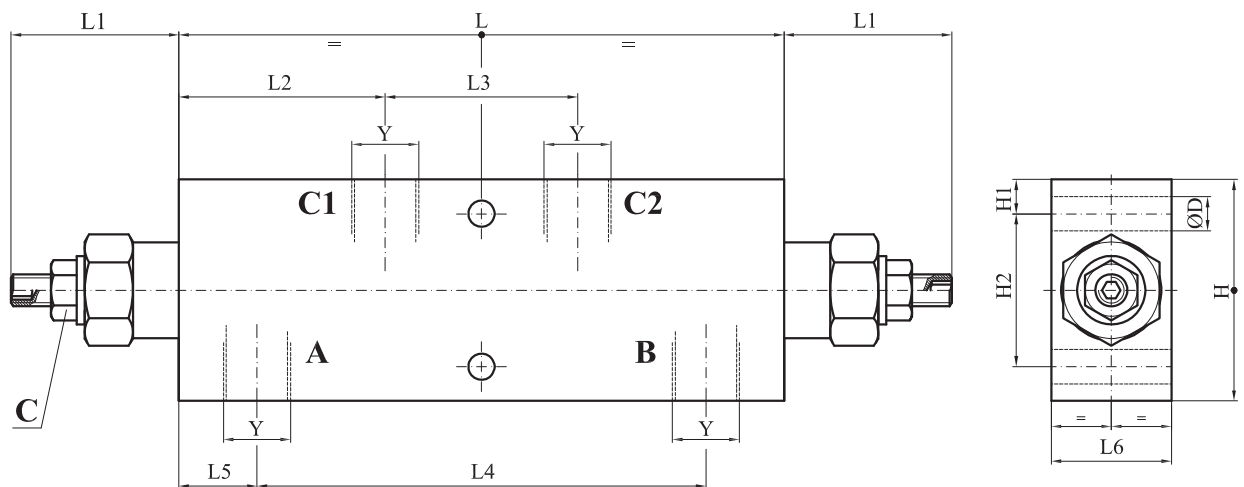 L1 L L1
= =
L2 L3
Y Y
C1 C2
H1 ØD
H2 H
A B
C
Y Y
= =
L6
L5 L4